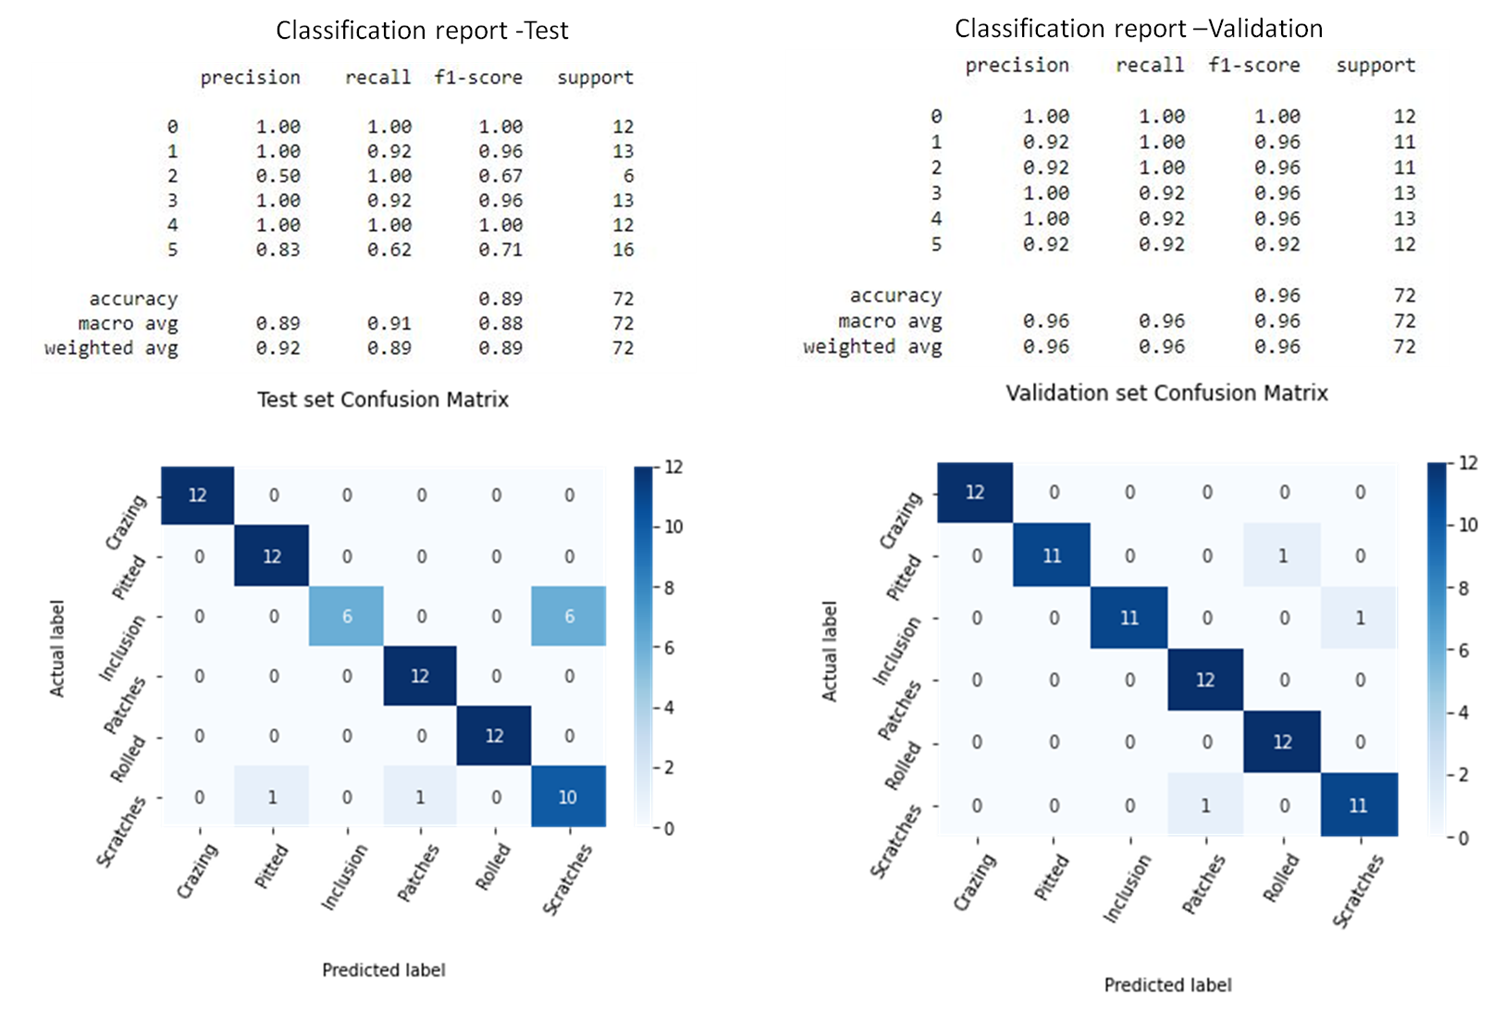 Classification report -Test
precision recall f1-score support
0 1.00 1.00 1.00 12
1 1.00 0.92 0.96 13
2 0.50 1.00 0.67 6
3 1.00 0.92 0.96 13
4 1.00 1.00 1.00 12
5 0.83 0.62 0.71 16
accuracy 0.89 72
macro avg 0.89 0.91 0.88 72
weighted avg 0.92 0.89 0.89 72
Test set Confusion Matrix
Actual label
Crazing 12 0 0 0 0 0
Pitted 0 12 0 0 0 0
Inclusion 0 0 6 0 0 6
Patches 0 0 0 12 0 0
Rolled 0 0 0 0 12 0
Scratches 0 1 0 1 0 10
Crazing Pitted Inclusion Patches Rolled Scratches
Predicted label
12
10
8
6
4
2
0
Classification report –Validation
precision recall f1-score support
0 1.00 1.00 1.00 12
1 0.92 1.00 0.96 11
2 0.92 1.00 0.96 11
3 1.00 0.92 0.96 13
4 1.00 0.92 0.96 13
5 0.92 0.92 0.92 12
accuracy 0.96 72
macro avg 0.96 0.96 0.96 72
weighted avg 0.96 0.96 0.96 72
Validation set Confusion Matrix
Actual label
Crazing 12 0 0 0 0 0
Pitted 0 11 0 0 1 0
Inclusion 0 0 11 0 0 1
Patches 0 0 0 12 0 0
Rolled 0 0 0 0 12 0
Scratches 0 0 0 1 0 11
Crazing Pitted Inclusion Patches Rolled Scratches
Predicted label
12
10
8
6
4
2
0